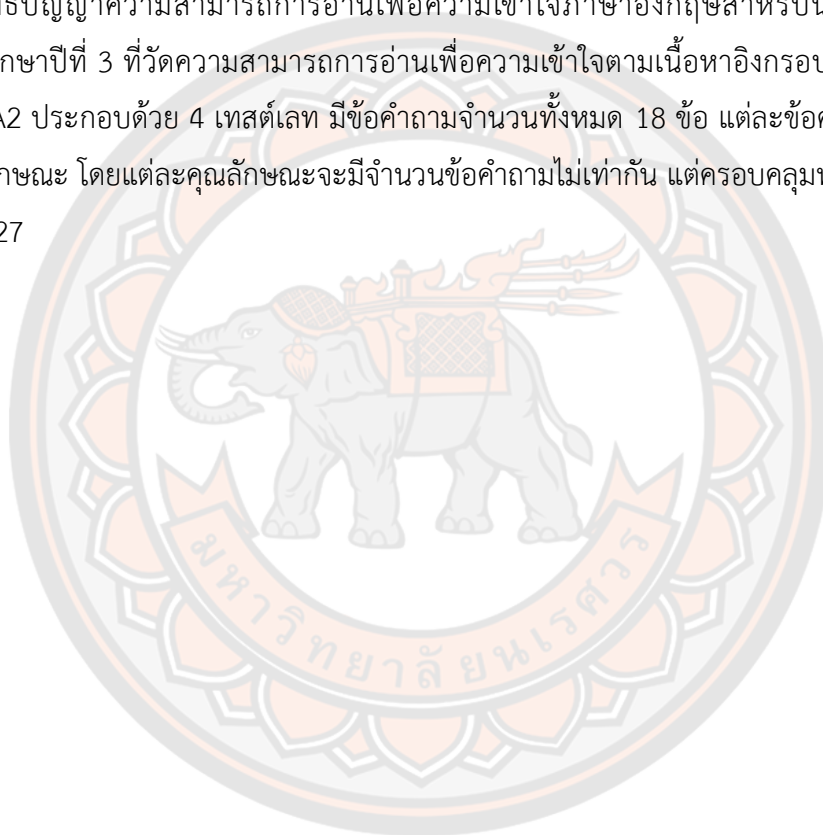 ปัญญาความสามารถการอ่านเพื่อความเข้าใจภาษาอังกฤษสำหรับน
กษาปีที่ 3 ที่วัดความสามารถการอ่านเพื่อความเข้าใจตามเนื้อหาอิงกรอบ
A2 ประกอบด้วย 4 เทสต์เลท มีข้อคำถามจำนวนทั้งหมด 18 ข้อ แต่ละข้อค
กษณะ โดยแต่ละคุณลักษณะจะมีจำนวนข้อคำถามไม่เท่ากัน แต่ครอบคลุมท
27
มหาวิทยาลัยนเรศวร